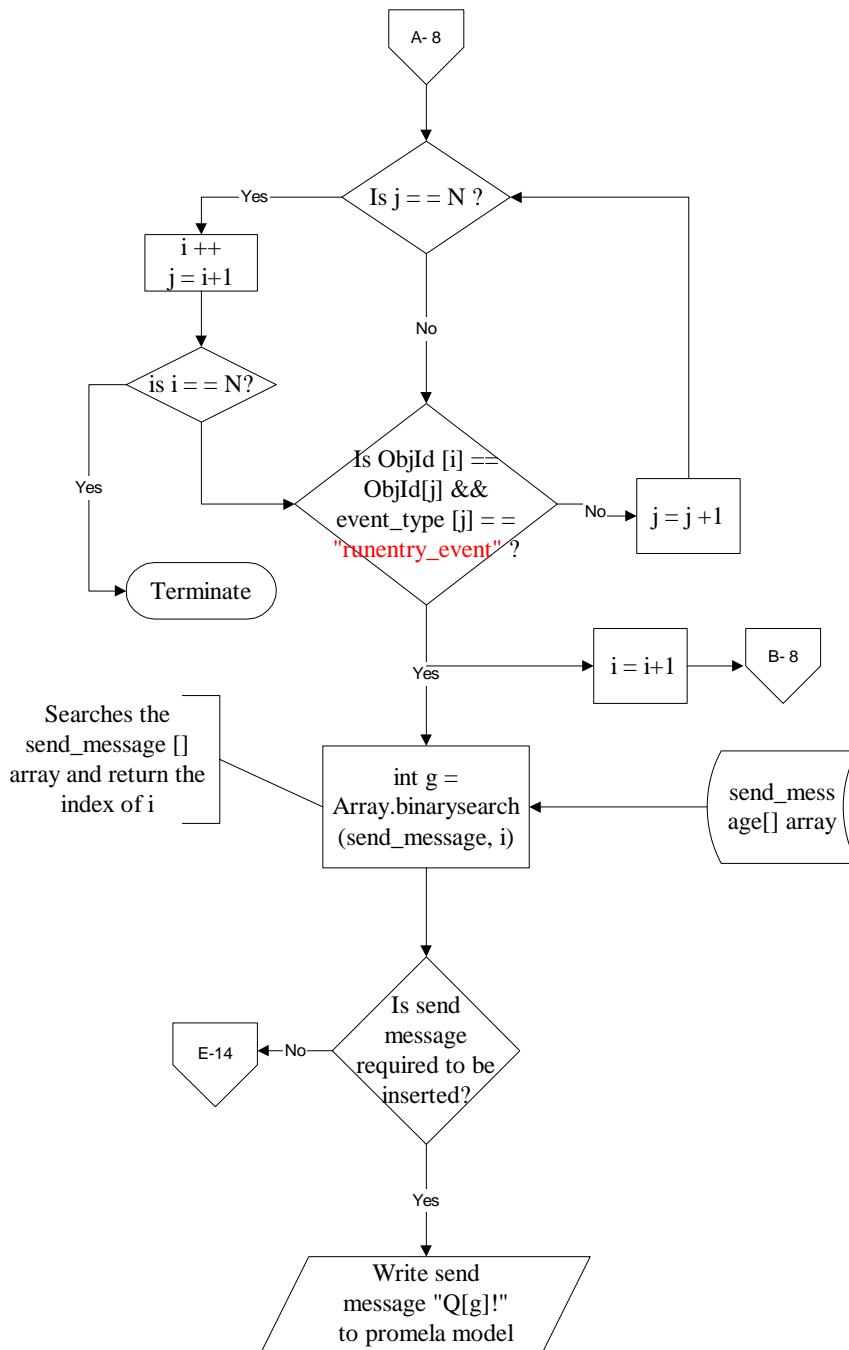 A- 8
Is j = = N ?
Yes
i ++
j = i+1
No
is i = = N?
Yes
Is ObjId [i] ==
ObjId[j] &&
event_type [j] = =
"runentry_event" ?
No
j = j +1
Terminate
Yes
i = i+1
B- 8
Searches the
send_message []
array and return the
index of i
int g =
Array.binarysearch
(send_message, i)
send_mess
age[] array
Is send
message
required to be
inserted?
No
E-14
Yes
Write send
message "Q[g]!"
to promela model